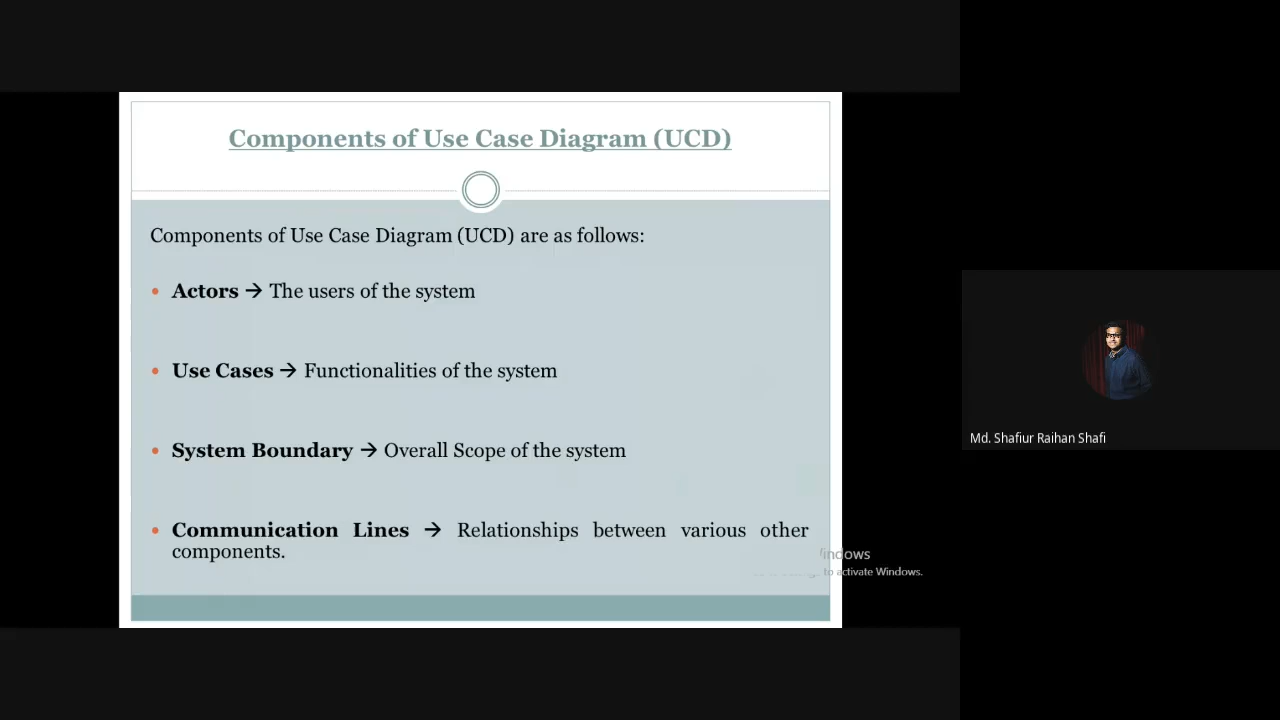 Components of Use Case Diagram (UCD)
Components of Use Case Diagram (UCD) are as follows:
• Actors → The users of the system
• Use Cases → Functionalities of the system
• System Boundary → Overall Scope of the system
• Communication Lines → Relationships between various other
components.
to activate Windows.
Md. Shafiur Raihan Shafi